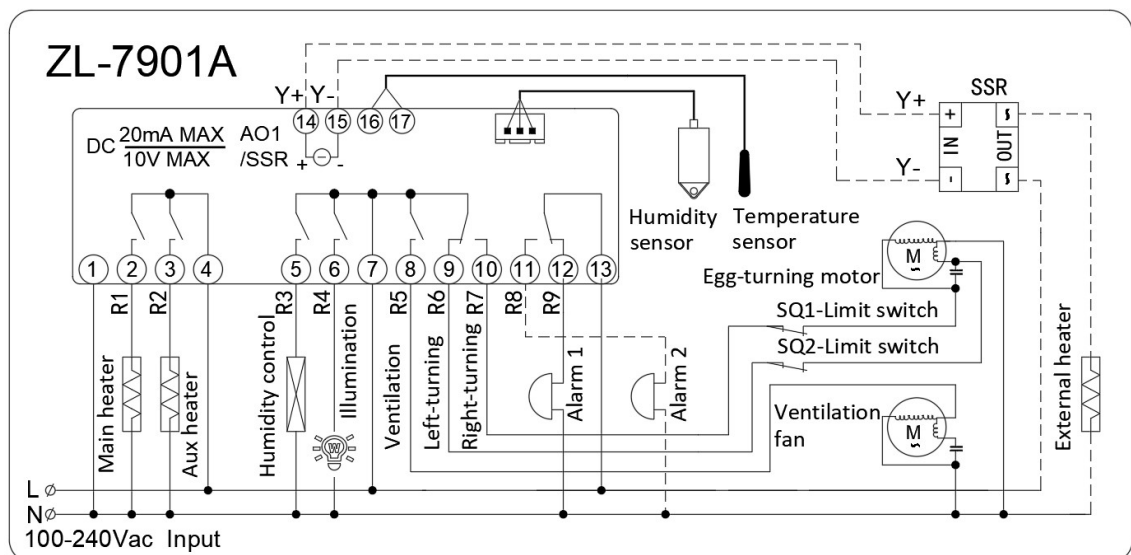 ZL-7901A
Y+ Y-
14 15 16 17
DC 20mA MAX
10V MAX
AO1
/SSR
+ -
Y+
Y-
SSR
+
-
IN
OUT
Humidity
sensor
Temperature
sensor
1 2 3 4 5 6 7 8 9 10 11 12 13
R1
R2
R3
R4
R5
R6
R7
R8
R9
Main heater
Aux heater
Humidity control
Illumination
W
Ventilation
Left-turning
Right-turning
Alarm 1
Alarm 2
M
Egg-turning motor
SQ1-Limit switch
SQ2-Limit switch
Ventilation
fan
M
External heater
L
N
100-240Vac Input